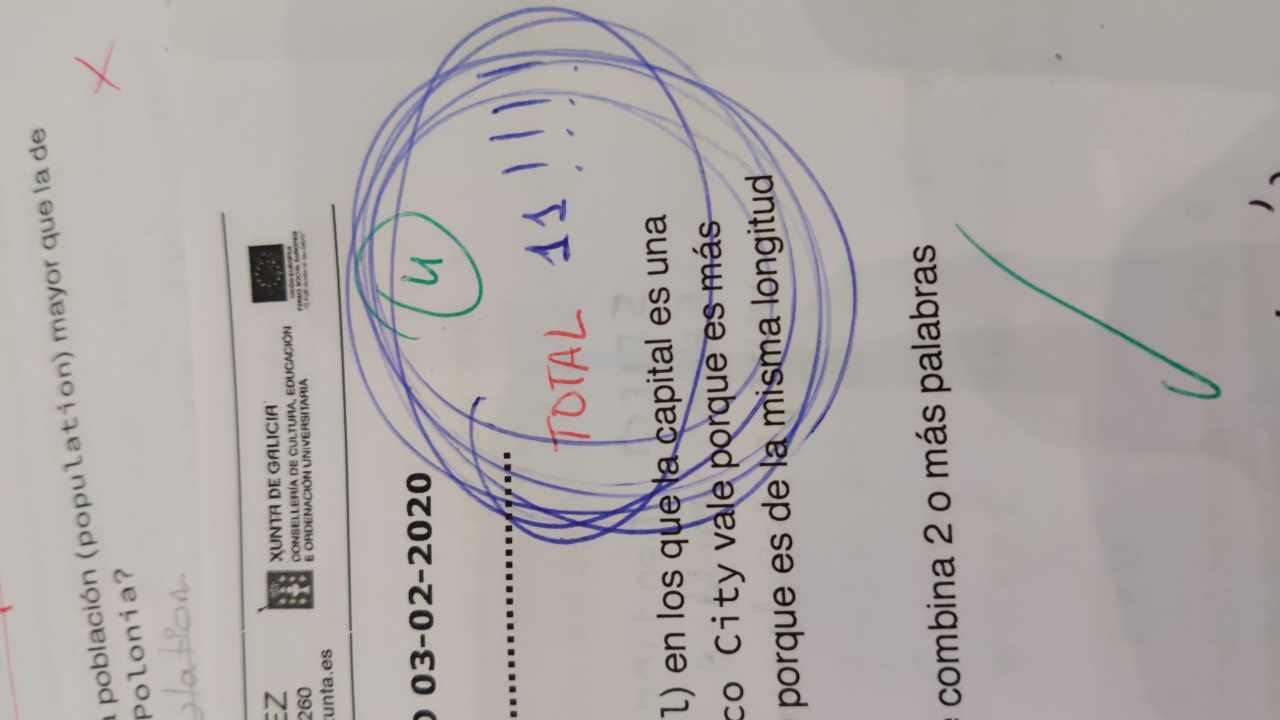 población (population) mayor que la de
Polonia?
EZ
260
unta.es
XUNTA DE GALICIA
CONSELLERÍA DE CULTURA, EDUCACIÓN
E ORDENACIÓN UNIVERSITARIA
UNIÓN EUROPEA
FONDO SOCIAL EUROPEO
O 03-02-2020
4
TOTAL 11!!!!
l) en los que la capital es una
co City vale porque es más
porque es de la misma longitud
combina 2 o más palabras